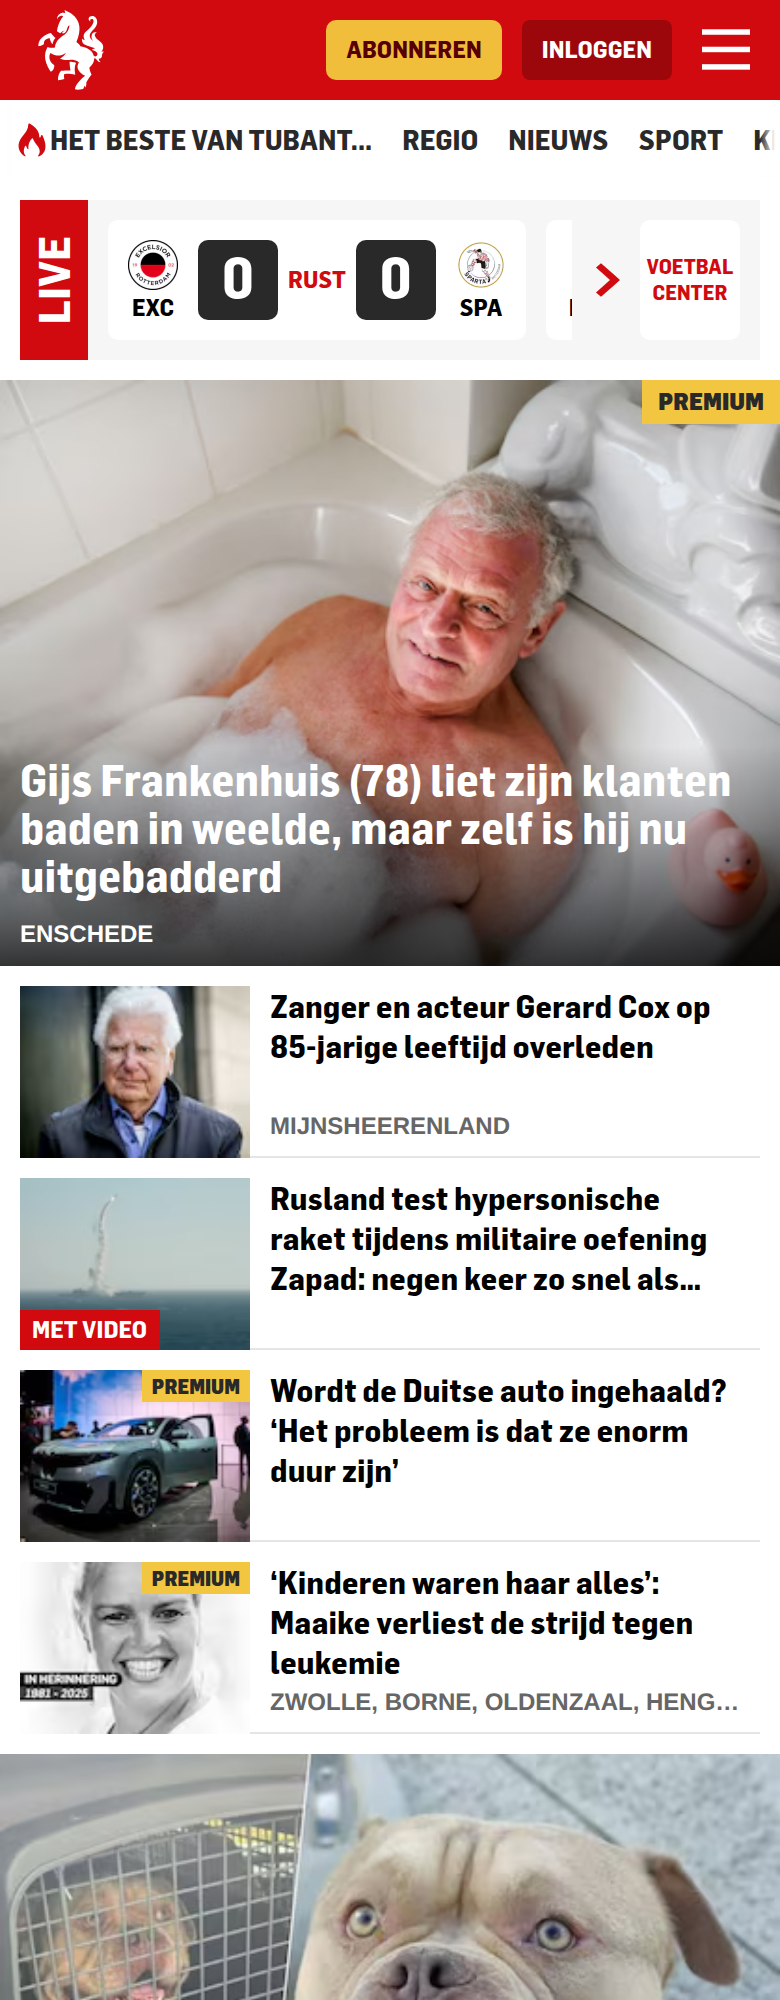 ABONNEREN
INLOGGEN
HET BESTE VAN TUBANT...
REGIO
NIEUWS
SPORT
LIVE
EXCELSIOR
ROTTERDAM
EXC
0
RUST
0
SPARTA
SPA
VOETBAL
CENTER
PREMIUM
Gijs Frankenhuis (78) liet zijn klanten
baden in weelde, maar zelf is hij nu
uitgebadderd
ENSCHEDE
Zanger en acteur Gerard Cox op
85-jarige leeftijd overleden
MIJNSHEERENLAND
MET VIDEO
Rusland test hypersonische
raket tijdens militaire oefening
Zapad: negen keer zo snel als...
PREMIUM
Wordt de Duitse auto ingehaald?
‘Het probleem is dat ze enorm
duur zijn’
PREMIUM
IN HERINNERING
1981 - 2025
‘Kinderen waren haar alles’:
Maaike verliest de strijd tegen
leukemie
ZWOLLE, BORNE, OLDENZAAL, HENG...